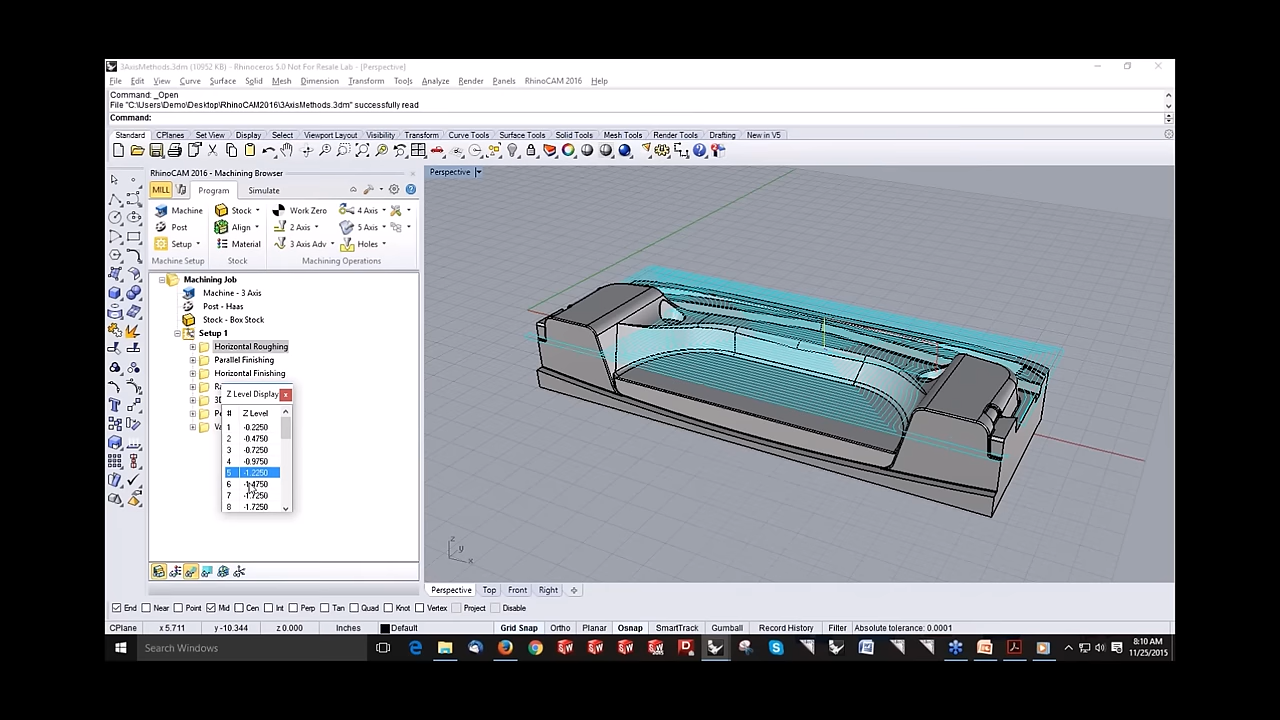 3AxisMethods.3dm (10952 KB) - Rhinoceros 5.0 Not For Resale Lab - [Perspective]
File Edit View Curve Surface Solid Mesh Dimension Transform Tools Analyze Render Panels RhinoCAM 2016 Help
Command: _Open
File "C:\Users\Demo\Desktop\RhinoCAM2016\3AxisMethods.3dm" successfully read
Command:
Standard CPlanes Set View Display Select Viewport Layout Visibility Transform Curve Tools Surface Tools Solid Tools Mesh Tools Render Tools Drafting New in V5
RhinoCAM 2016 - Machining Browser
Perspective
MILL Program Simulate
Machine Stock Work Zero 4 Axis
Post Align 2 Axis 5 Axis
Setup Material 3 Axis Adv Holes
Machine Setup Stock Machining Operations
Machining Job
Machine - 3 Axis
Post - Haas
Stock - Box Stock
Setup 1
Horizontal Roughing
Parallel Finishing
Horizontal Finishing
Z Level Display
# Z Level
1 -0.2250
2 -0.4750
3 -0.7250
4 -0.9750
5 -1.2250
6 -1.4750
7 -1.7250
8 -1.7250
z
y
x
Perspective Top Front Right
End Near Point Mid Cen Int Perp Tan Quad Knot Vertex Project Disable
CPlane x 5.711 y -10.344 z 0.000 Inches Default Grid Snap Ortho Planar Osnap SmartTrack Gumball Record History Filter Absolute tolerance: 0.0001
Search Windows
8:10 AM
11/25/2015